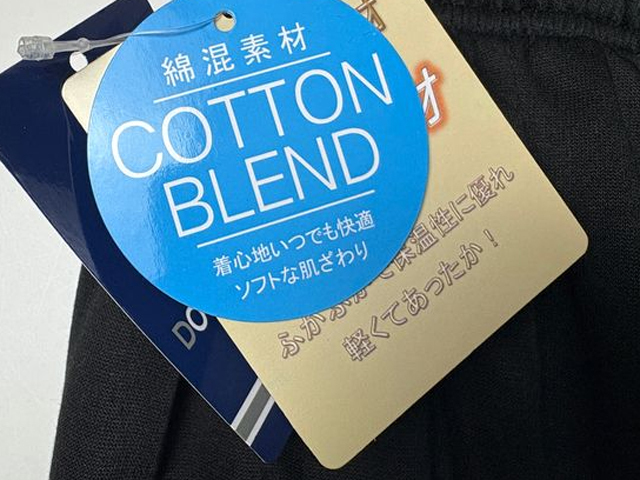 綿混素材
COTTON
BLEND
着心地いつでも快適
ソフトな肌ざわり
材
ふかふかで保温性に優れ
軽くてあったか！
DO